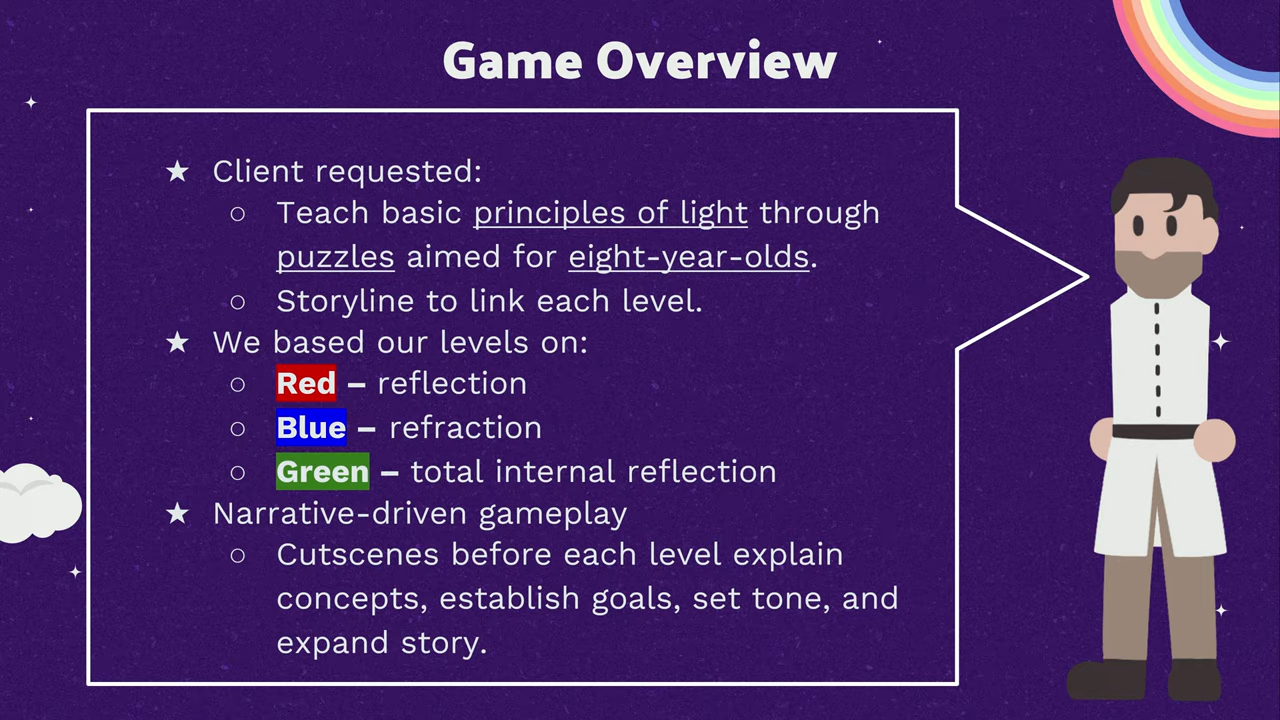 Game Overview
★ Client requested:
○ Teach basic principles of light through
puzzles aimed for eight-year-olds.
○ Storyline to link each level.
★ We based our levels on:
○ Red – reflection
○ Blue – refraction
○ Green – total internal reflection
★ Narrative-driven gameplay
○ Cutscenes before each level explain
concepts, establish goals, set tone, and
expand story.